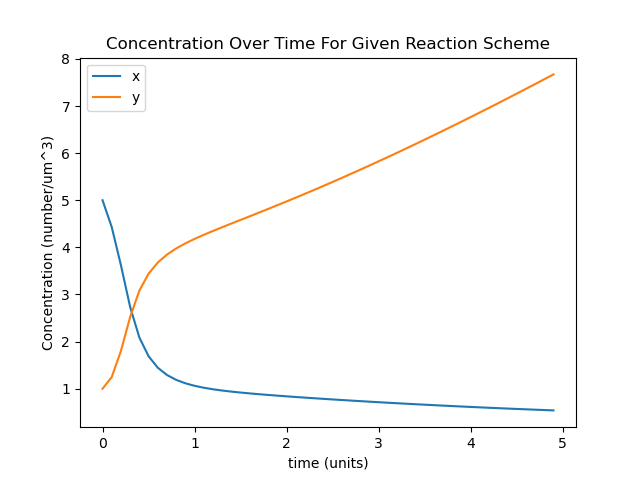 Concentration Over Time For Given Reaction Scheme
x
y
Concentration (number/um^3)
8
7
6
5
4
3
2
1
0 1 2 3 4 5
time (units)